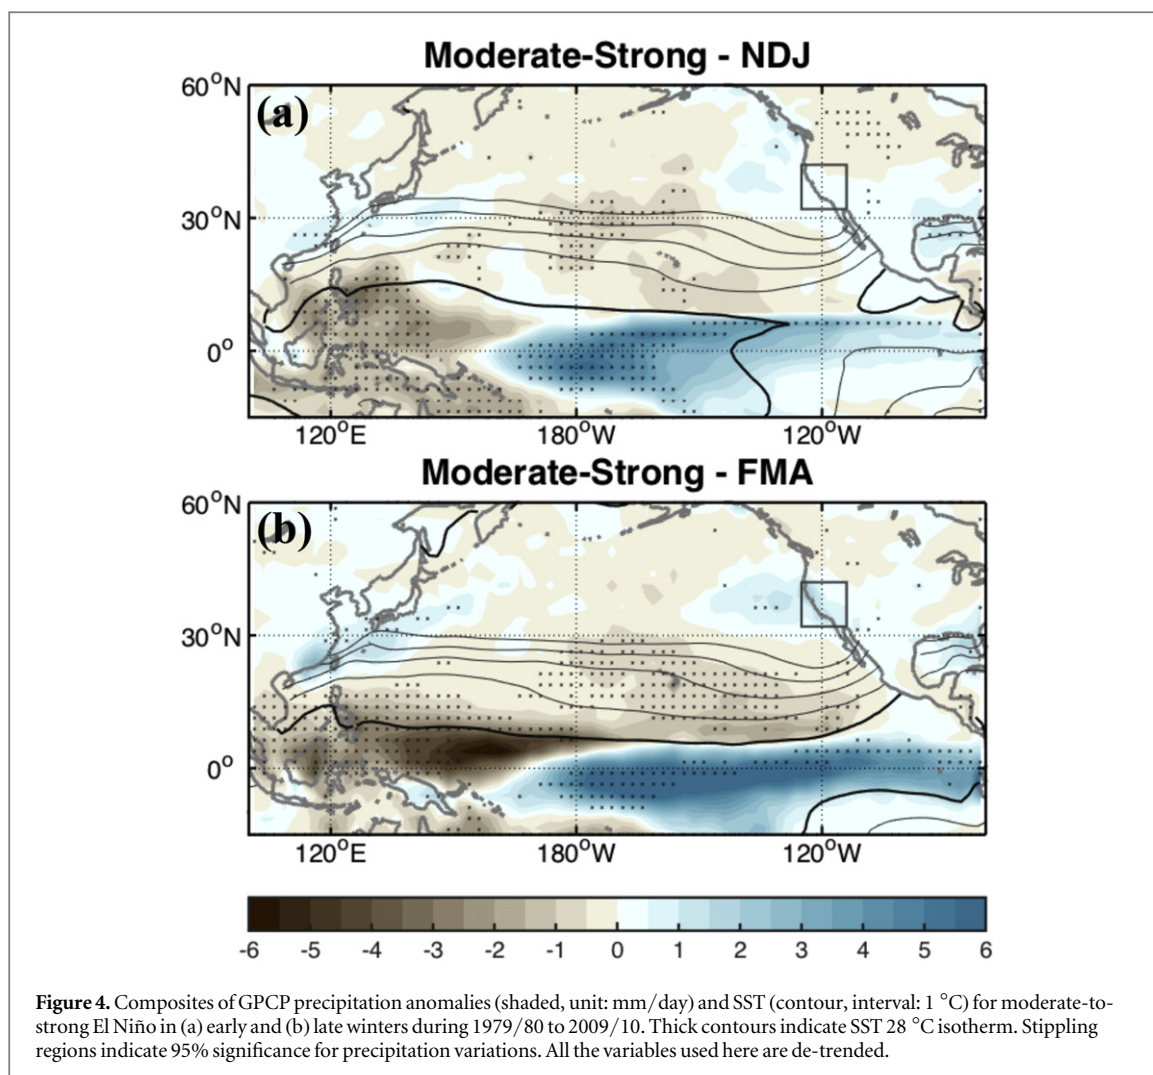 Moderate-Strong - NDJ
(a)
60°N
30°N
0°
120°E 180°W 120°W
Moderate-Strong - FMA
(b)
60°N
30°N
0°
120°E 180°W 120°W
-6 -5 -4 -3 -2 -1 0 1 2 3 4 5 6
Figure 4. Composites of GPCP precipitation anomalies (shaded, unit: mm/day) and SST (contour, interval: 1 °C) for moderate-to-
strong El Niño in (a) early and (b) late winters during 1979/80 to 2009/10. Thick contours indicate SST 28 °C isotherm. Stippling
regions indicate 95% significance for precipitation variations. All the variables used here are de-trended.